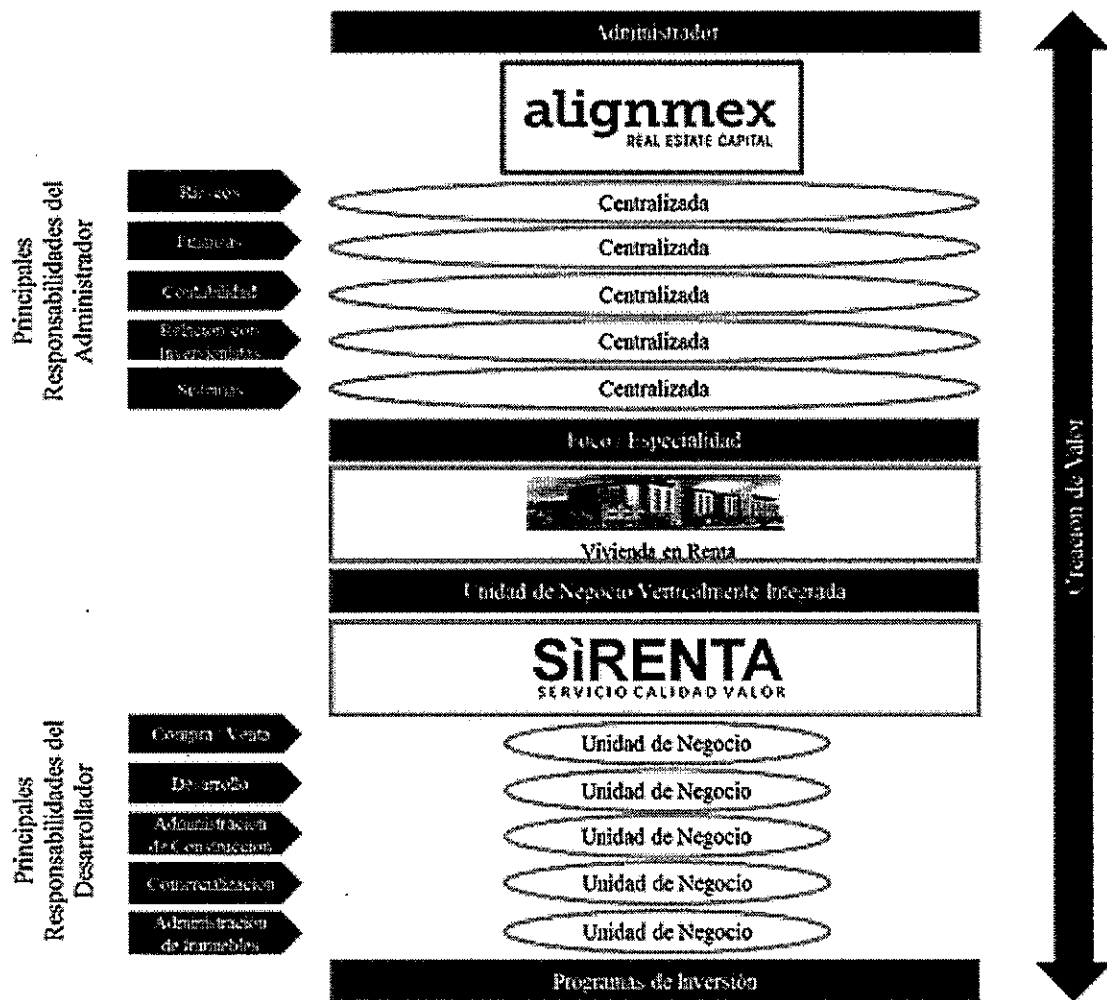 Administrador
alignmex
REAL ESTATE CAPITAL
Principales
Responsabilidades del
Administrador
Riesgos
Centralizada
Finanzas
Centralizada
Contabilidad
Centralizada
Relación con
Inversionistas
Centralizada
Sistemas
Centralizada
Foco / Especialidad
Vivienda en Renta
Unidad de Negocio Verticalmente Integrada
SìRENTA
SERVICIO CALIDAD VALOR
Principales
Responsabilidades del
Desarrollador
Compra / Venta
Unidad de Negocio
Desarrollo
Unidad de Negocio
Administración
de Construcción
Unidad de Negocio
Comercialización
Unidad de Negocio
Administración
de Inmuebles
Unidad de Negocio
Programas de Inversión
Creación de Valor